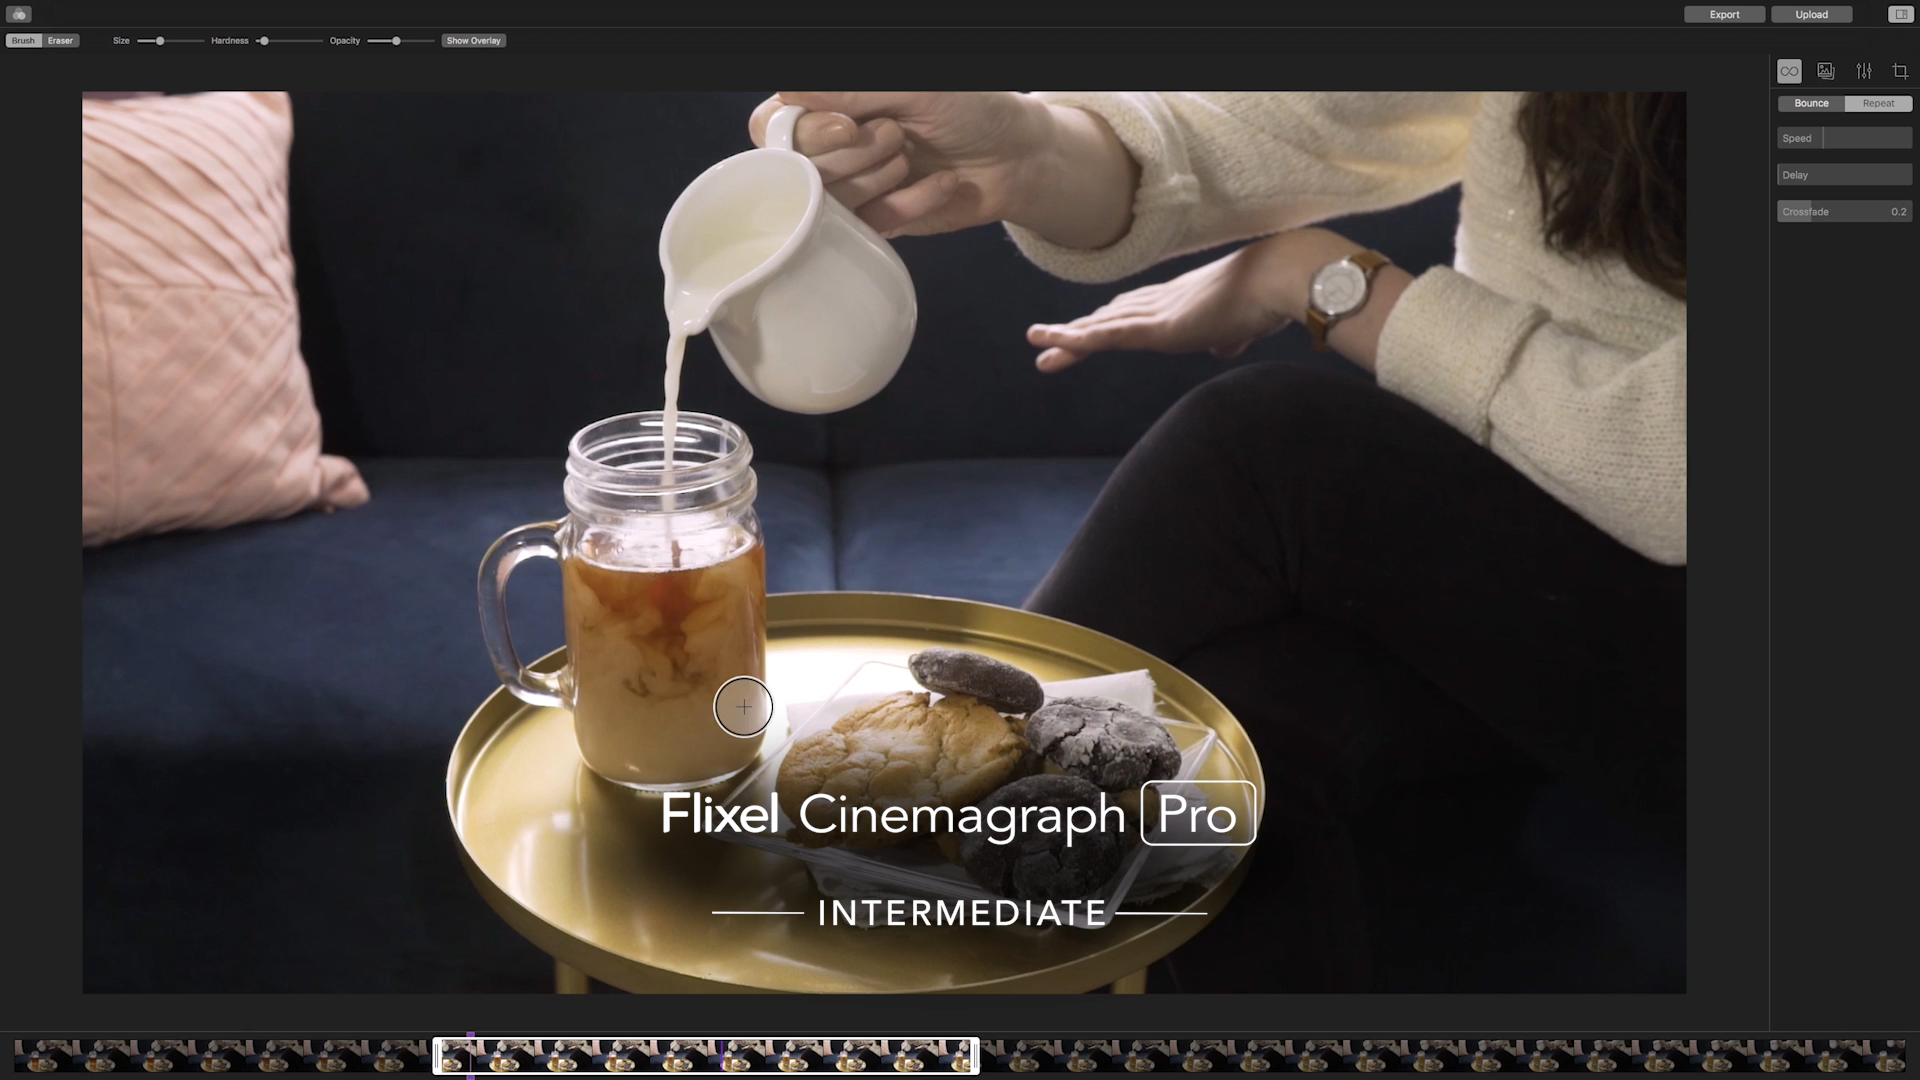 Export Upload
Brush Eraser Size Hardness Opacity Show Overlay
Bounce Repeat
Speed
Delay
Crossfade 0.2
Flixel Cinemagraph Pro
INTERMEDIATE